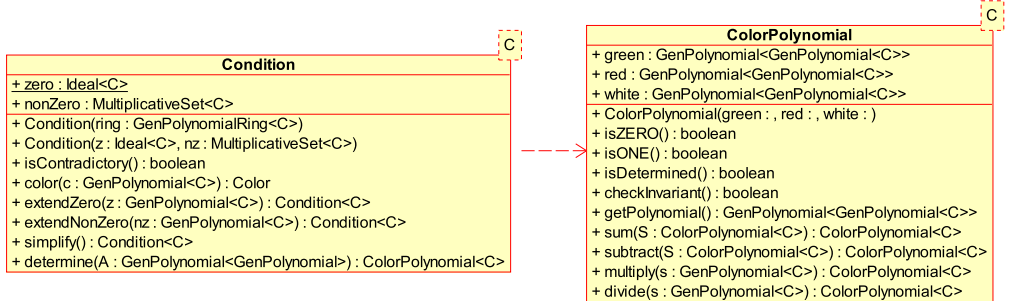 C
Condition
+ zero : Ideal<C>
+ nonZero : MultiplicativeSet<C>
+ Condition(ring : GenPolynomialRing<C>)
+ Condition(z : Ideal<C>, nz : MultiplicativeSet<C>)
+ isContradictory() : boolean
+ color(c : GenPolynomial<C>) : Color
+ extendZero(z : GenPolynomial<C>) : Condition<C>
+ extendNonZero(nz : GenPolynomial<C>) : Condition<C>
+ simplify() : Condition<C>
+ determine(A : GenPolynomial<GenPolynomial>) : ColorPolynomial<C>
C
ColorPolynomial
+ green : GenPolynomial<GenPolynomial<C>>
+ red : GenPolynomial<GenPolynomial<C>>
+ white : GenPolynomial<GenPolynomial<C>>
+ ColorPolynomial(green : , red : , white : )
+ isZERO() : boolean
+ isONE() : boolean
+ isDetermined() : boolean
+ checkInvariant() : boolean
+ getPolynomial() : GenPolynomial<GenPolynomial<C>>
+ sum(S : ColorPolynomial<C>) : ColorPolynomial<C>
+ subtract(S : ColorPolynomial<C>) : ColorPolynomial<C>
+ multiply(s : GenPolynomial<C>) : ColorPolynomial<C>
+ divide(s : GenPolynomial<C>) : ColorPolynomial<C>